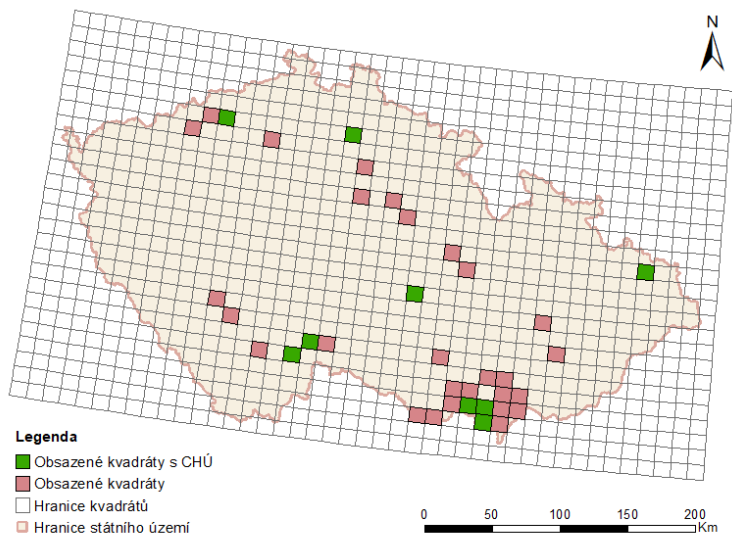 N
Legenda
Obsazené kvadráty s CHÚ
Obsazené kvadráty
Hranice kvadrátů
Hranice státního území
0 50 100 150 200
Km